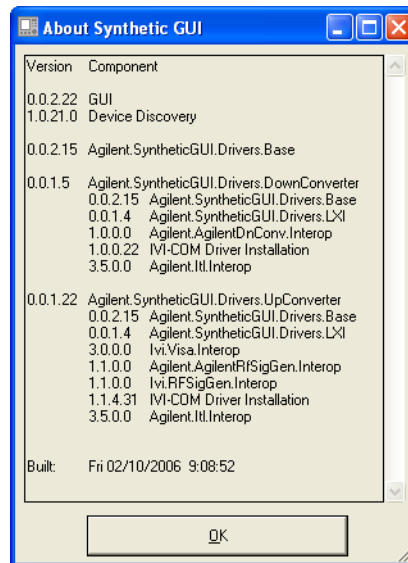 About Synthetic GUI
Version Component
0.0.2.22 GUI
1.0.21.0 Device Discovery
0.0.2.15 Agilent.SyntheticGUI.Drivers.Base
0.0.1.5 Agilent.SyntheticGUI.Drivers.DownConverter
0.0.2.15 Agilent.SyntheticGUI.Drivers.Base
0.0.1.4 Agilent.SyntheticGUI.Drivers.LXI
1.0.0.0 Agilent.AgilentDnConv.Interop
1.0.0.22 IVI-COM Driver Installation
3.5.0.0 Agilent.Itl.Interop
0.0.1.22 Agilent.SyntheticGUI.Drivers.UpConverter
0.0.2.15 Agilent.SyntheticGUI.Drivers.Base
0.0.1.4 Agilent.SyntheticGUI.Drivers.LXI
3.0.0.0 Ivi.Visa.Interop
1.1.0.0 Agilent.AgilentRfSigGen.Interop
1.1.0.0 Ivi.RFSigGen.Interop
1.1.4.31 IVI-COM Driver Installation
3.5.0.0 Agilent.Itl.Interop
Built: Fri 02/10/2006 9:08:52
OK